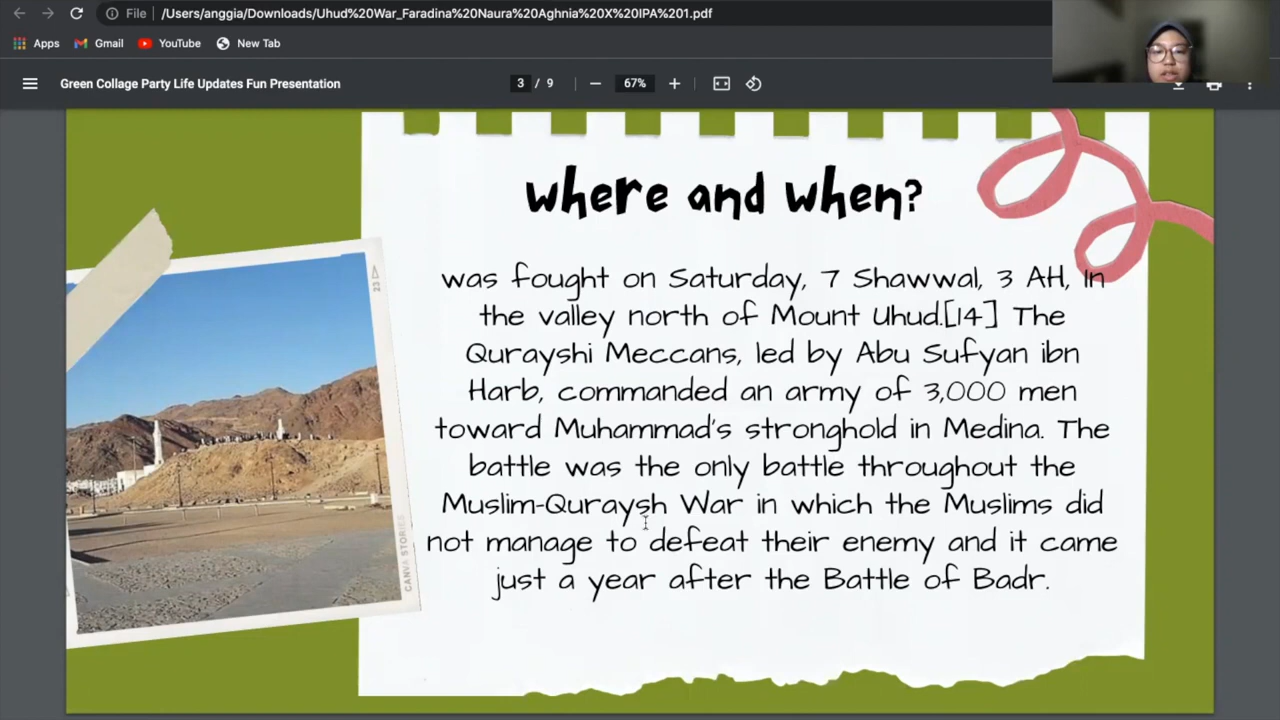 File
/Users/anggia/Downloads/Uhud%20War_Faradina%20Naura%20Aghnia%20X%20IPA%201.pdf
Apps
Gmail
YouTube
New Tab
Green Collage Party Life Updates Fun Presentation
3 / 9
67%
where and when?
was fought on Saturday, 7 Shawwal, 3 AH, in
the valley north of Mount Uhud.[14] The
Qurayshi Meccans, led by Abu Sufyan ibn
Harb, commanded an army of 3,000 men
toward Muhammad's stronghold in Medina. The
battle was the only battle throughout the
Muslim-Quraysh War in which the Muslims did
not manage to defeat their enemy and it came
just a year after the Battle of Badr.
23
CANVA STORIES